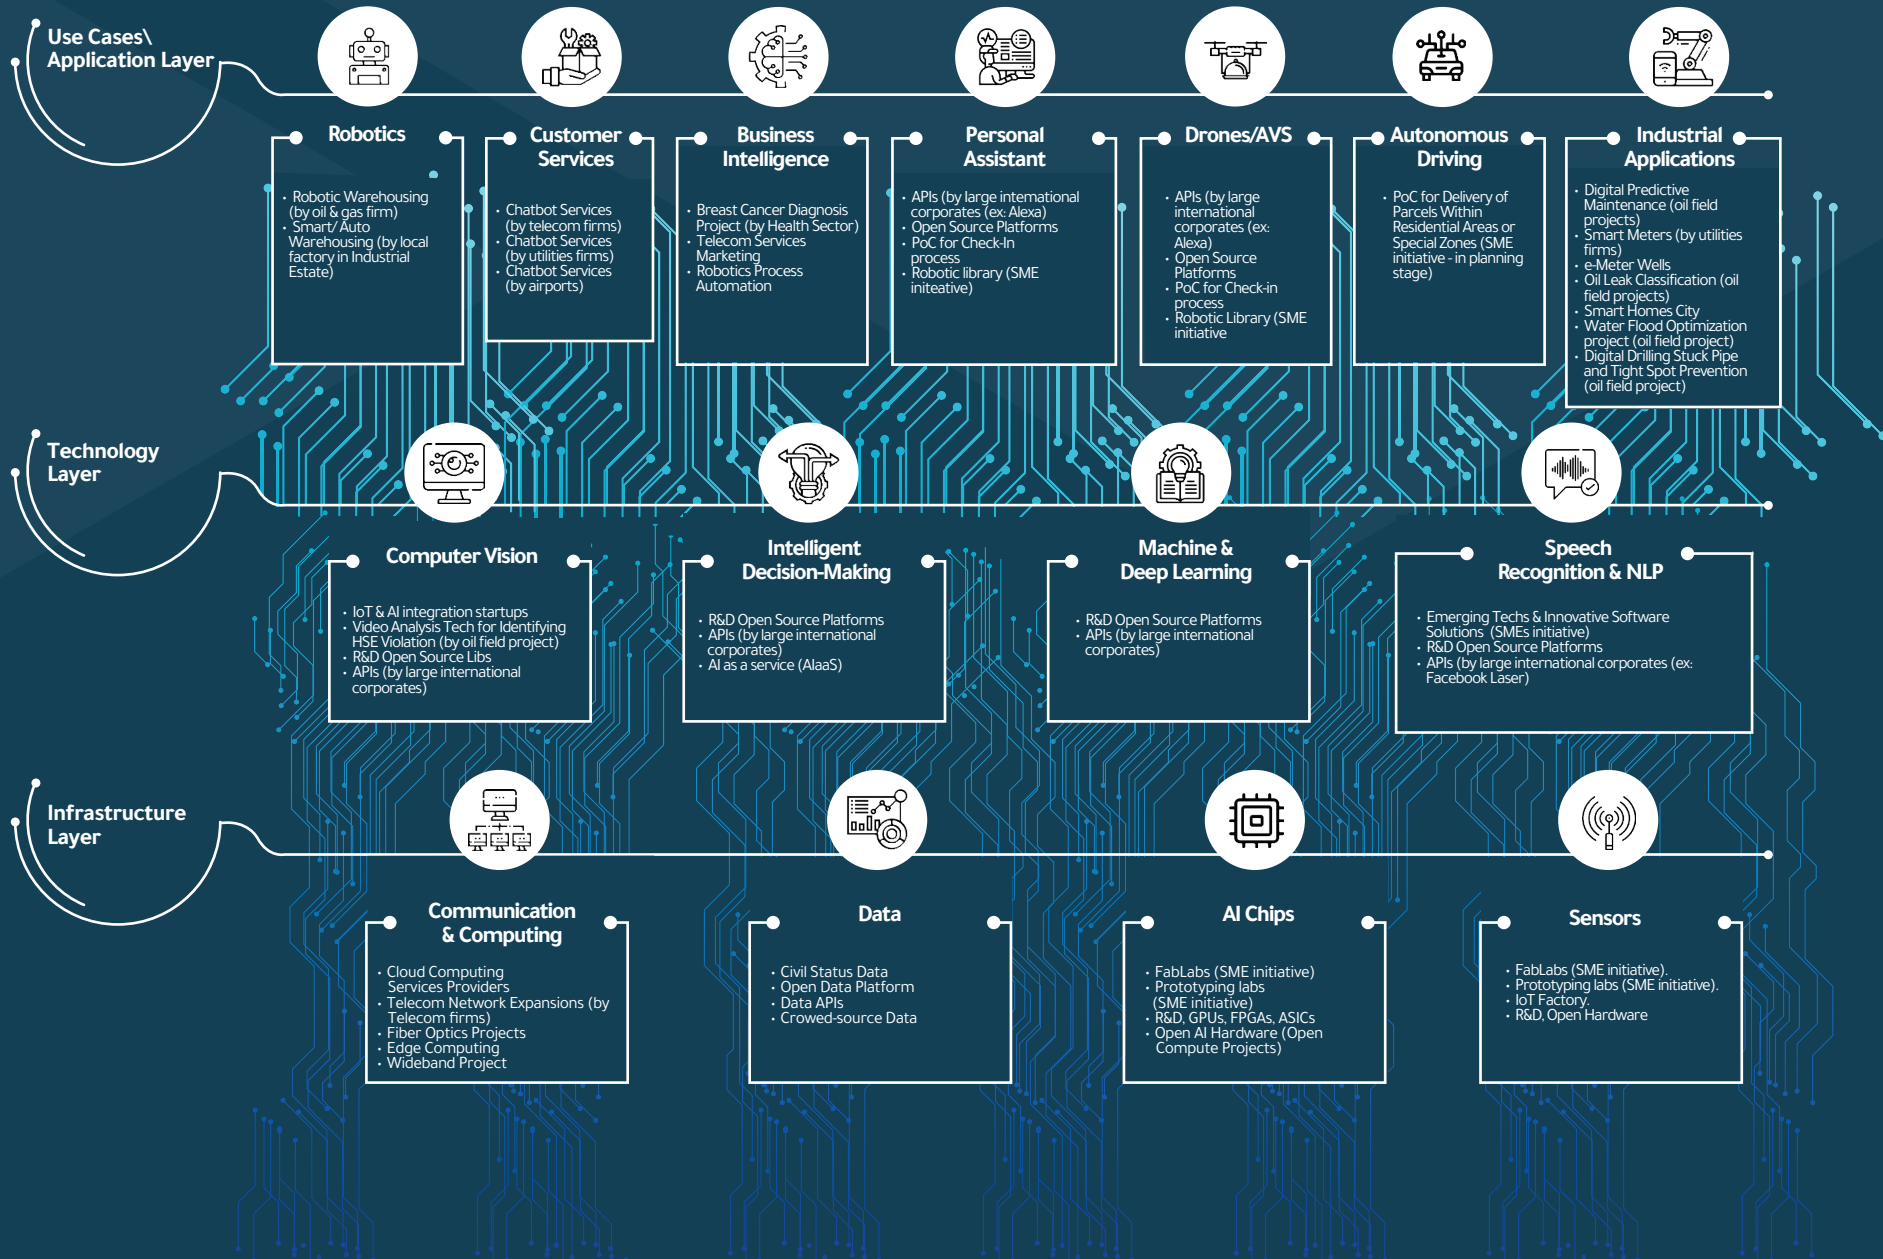 Use Cases\
Application Layer
Robotics
• Robotic Warehousing
(by oil & gas firm)
• Smart/ Auto
Warehousing (by local
factory in Industrial
Estate)
Customer
Services
• Chatbot Services
(by telecom firms)
• Chatbot Services
(by utilities firms)
• Chatbot Services
(by airports)
Business
Intelligence
• Breast Cancer Diagnosis
Project (by Health Sector)
• Telecom Services
Marketing
• Robotics Process
Automation
Personal
Assistant
• APIs (by large international
corporates (ex: Alexa)
• Open Source Platforms
• PoC for Check-In
process
• Robotic library (SME
initeative)
Drones/AVS
• APIs (by large
international
corporates (ex:
Alexa)
• Open Source
Platforms
• PoC for Check-in
process
• Robotic Library (SME
initiative
Autonomous
Driving
• PoC for Delivery of
Parcels Within
Residential Areas or
Special Zones (SME
initiative - in planning
stage)
Industrial
Applications
• Digital Predictive
Maintenance (oil field
projects)
• Smart Meters (by utilities
firms)
• e-Meter Wells
• Oil Leak Classification (oil
field projects)
• Smart Homes City
• Water Flood Optimization
project (oil field project)
• Digital Drilling Stuck Pipe
and Tight Spot Prevention
(oil field project)
Technology
Layer
Computer Vision
• IoT & AI integration startups
• Video Analysis Tech for Identifying
HSE Violation (by oil field project)
• R&D Open Source Libs
• APIs (by large international
corporates)
Intelligent
Decision-Making
• R&D Open Source Platforms
• APIs (by large international
corporates)
• AI as a service (AIaaS)
Machine &
Deep Learning
• R&D Open Source Platforms
• APIs (by large international
corporates)
Speech
Recognition & NLP
• Emerging Techs & Innovative Software
Solutions (SMEs initiative)
• R&D Open Source Platforms
• APIs (by large international corporates (ex:
Facebook Laser)
Infrastructure
Layer
Communication
& Computing
• Cloud Computing
Services Providers
• Telecom Network Expansions (by
Telecom firms)
• Fiber Optics Projects
• Edge Computing
• Wideband Project
Data
• Civil Status Data
• Open Data Platform
• Data APIs
• Crowed-source Data
AI Chips
• FabLabs (SME initiative)
• Prototyping labs
(SME initiative)
• R&D, GPUs, FPGAs, ASICs
• Open AI Hardware (Open
Compute Projects)
Sensors
• FabLabs (SME initiative).
• Prototyping labs (SME initiative).
• IoT Factory.
• R&D, Open Hardware